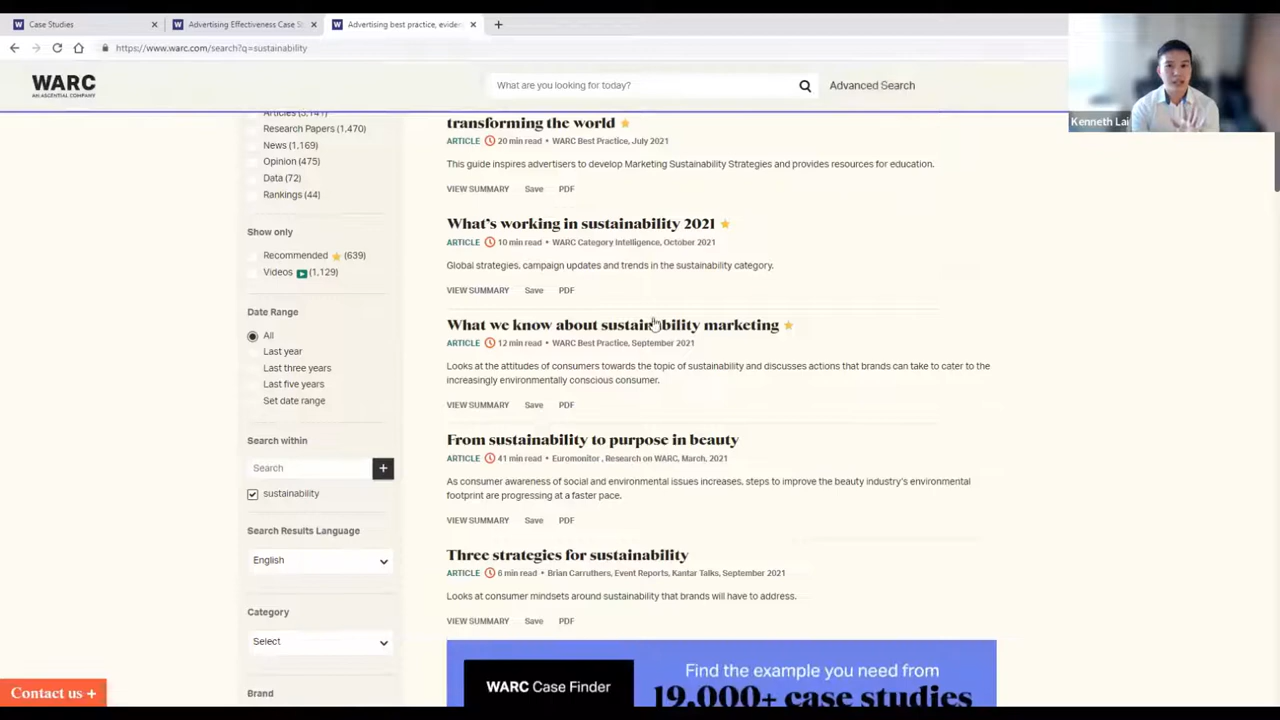 Case Studies
Advertising Effectiveness Case S
Advertising best practice, eviden
https://www.warc.com/search?q=sustainability
WARC
AN ASCENTIAL COMPANY
What are you looking for today?
Advanced Search
Kenneth Lai
Articles (3,141)
Research Papers (1,470)
News (1,169)
Opinion (475)
Data (72)
Rankings (44)
Show only
Recommended (639)
Videos (1,129)
Date Range
All
Last year
Last three years
Last five years
Set date range
Search within
Search
+
sustainability
Search Results Language
English
Category
Select
Brand
Contact us +
transforming the world
ARTICLE 20 min read • WARC Best Practice, July 2021
This guide inspires advertisers to develop Marketing Sustainability Strategies and provides resources for education.
VIEW SUMMARY Save PDF
What's working in sustainability 2021
ARTICLE 10 min read • WARC Category Intelligence, October 2021
Global strategies, campaign updates and trends in the sustainability category.
VIEW SUMMARY Save PDF
What we know about sustainability marketing
ARTICLE 12 min read • WARC Best Practice, September 2021
Looks at the attitudes of consumers towards the topic of sustainability and discusses actions that brands can take to cater to the
increasingly environmentally conscious consumer.
VIEW SUMMARY Save PDF
From sustainability to purpose in beauty
ARTICLE 41 min read • Euromonitor , Research on WARC, March, 2021
As consumer awareness of social and environmental issues increases, steps to improve the beauty industry's environmental
footprint are progressing at a faster pace.
VIEW SUMMARY Save PDF
Three strategies for sustainability
ARTICLE 6 min read • Brian Carruthers, Event Reports, Kantar Talks, September 2021
Looks at consumer mindsets around sustainability that brands will have to address.
VIEW SUMMARY Save PDF
WARC Case Finder
Find the example you need from
19,000+ case studies